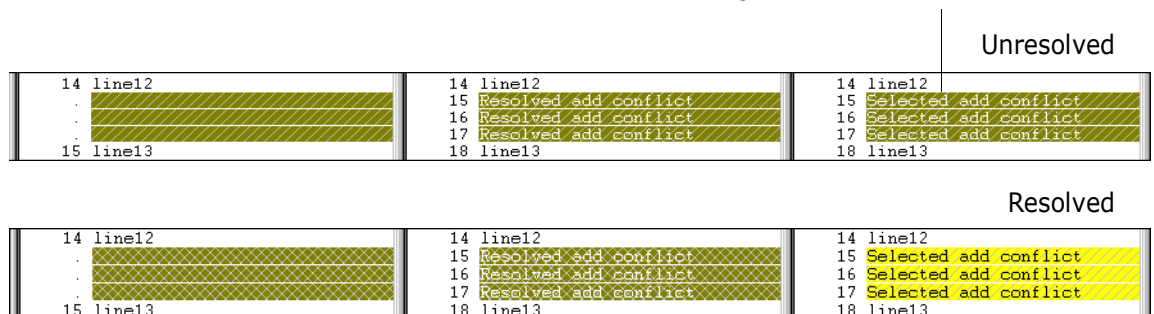 Unresolved
14 line12 14 line12 14 line12
. 15 Resolved add conflict 15 Selected add conflict
. 16 Resolved add conflict 16 Selected add conflict
. 17 Resolved add conflict 17 Selected add conflict
15 line13 18 line13 18 line13
Resolved
14 line12 14 line12 14 line12
. 15 Resolved add conflict 15 Selected add conflict
. 16 Resolved add conflict 16 Selected add conflict
. 17 Resolved add conflict 17 Selected add conflict
15 line13 18 line13 18 line13